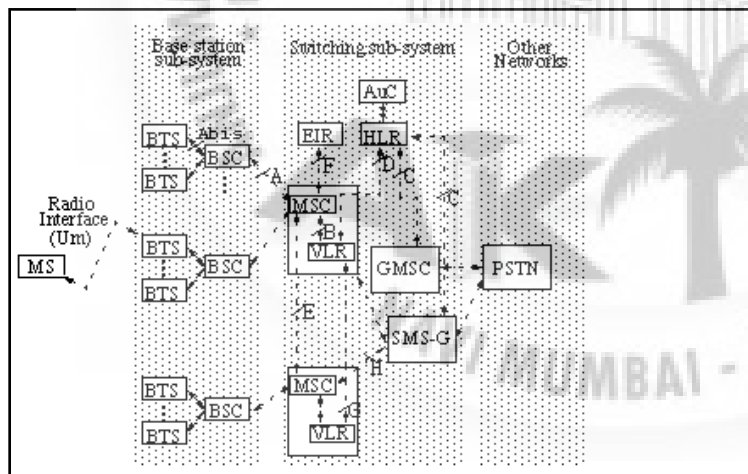 Base station
sub-system
Switching sub-system
Other
Networks
AuC
BTS
Abis
EIR
HLR
BSC
BTS
A
F
D
C
C
Radio
Interface
(Um)
MSC
B
MS
BTS
BSC
VLR
GMSC
PSTN
BTS
E
SMS-G
H
BTS
MSC
BSC
G
BTS
VLR
NAVI MUMBAI -